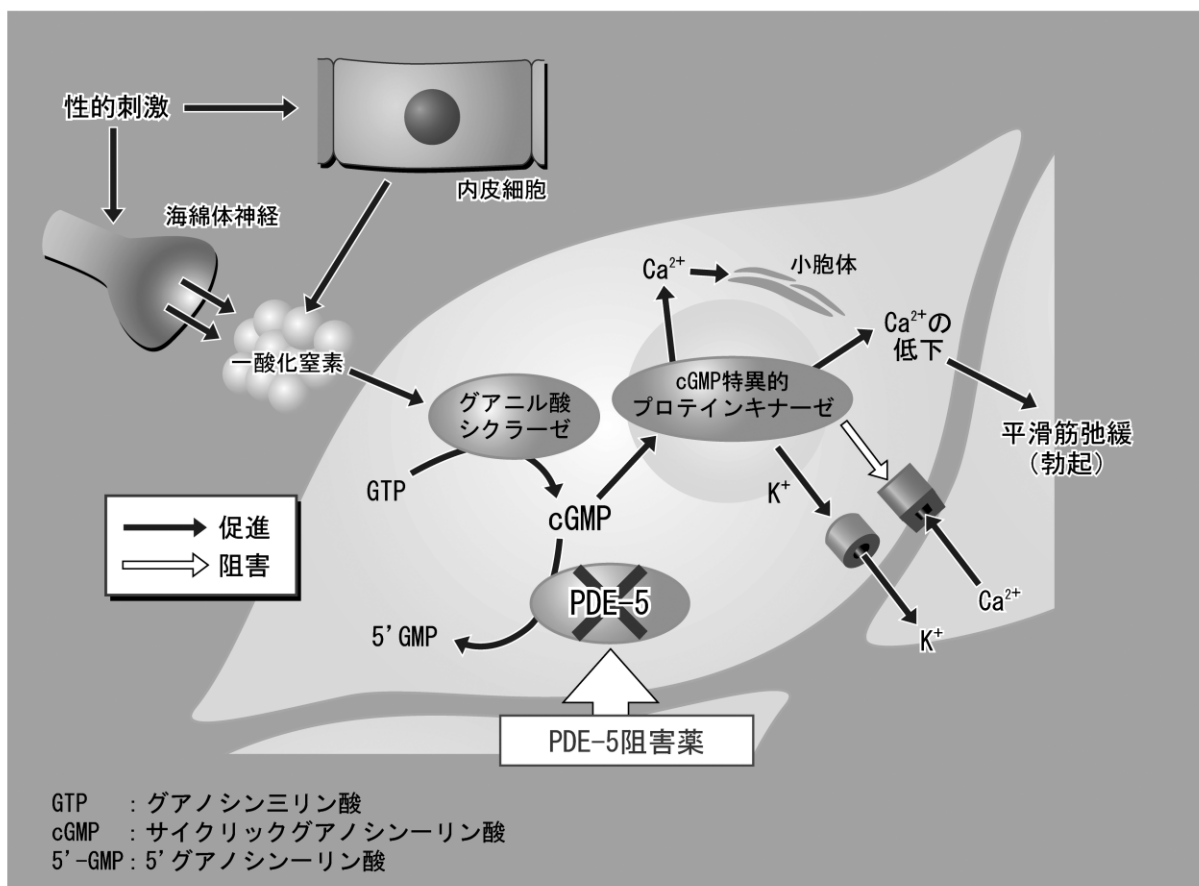 性的刺激
内皮細胞
海綿体神経
一酸化窒素
Ca²⁺
小胞体
Ca²⁺の
低下
cGMP特異的
プロテインキナーゼ
グアニル酸
シクラーゼ
平滑筋弛緩
(勃起)
GTP
K⁺
cGMP
促進
阻害
PDE-5
Ca²⁺
5'GMP
K⁺
PDE-5阻害薬
GTP :グアノシン三リン酸
cGMP :サイクリックグアノシン一リン酸
5'-GMP:5'グアノシン一リン酸